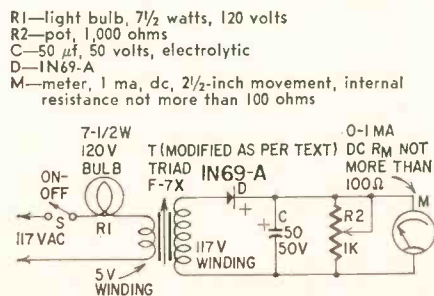 R1—light bulb, 7½ watts, 120 volts
R2—pot, 1,000 ohms
C—50 µf, 50 volts, electrolytic
D—1N69-A
M—meter, 1 ma, dc, 2½-inch movement, internal
resistance not more than 100 ohms
7-1/2W
120V
BULB
ON-
OFF
S
R1
117 VAC
5V
WINDING
T (MODIFIED AS PER TEXT)
TRIAD
F-7X
1N69-A
D
+
117V
WINDING
+
C
50
50V
R2
1K
0-1 MA
DC RM NOT
MORE THAN
100Ω
M
+